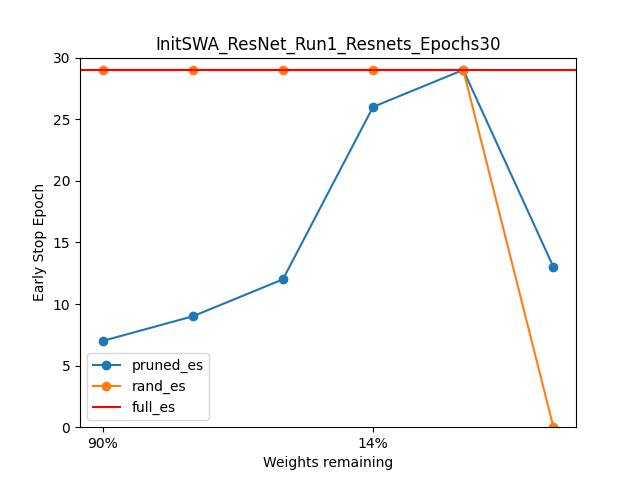 InitSWA_ResNet_Run1_Resnets_Epochs30
30
25
20
15
10
5
0
Early Stop Epoch
pruned_es
rand_es
full_es
90%
14%
Weights remaining